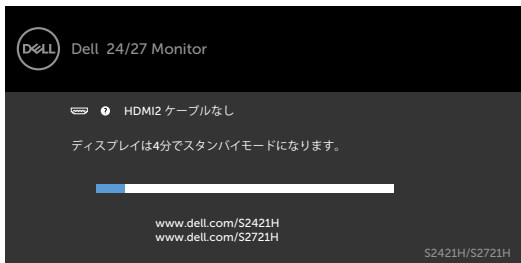 DELL
Dell 24/27 Monitor
? HDMI2 ケーブルなし
ディスプレイは4分でスタンバイモードになります。
www.dell.com/S2421H
www.dell.com/S2721H
S2421H/S2721H